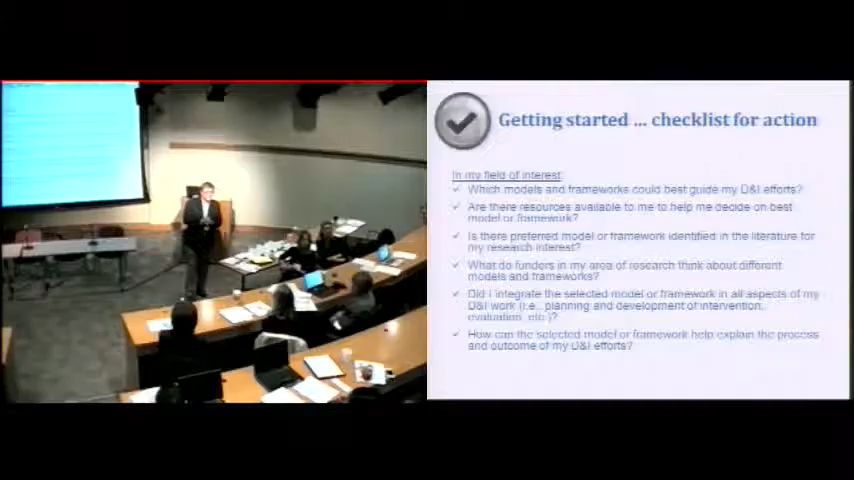 Getting started ... checklist for action
In my field of interest:
Which models and frameworks could best guide my D&I efforts?
Are there resources available to me to help me decide on best
model or framework?
Is there preferred model or framework identified in the literature for
my research interest?
What do funders in my area of research think about different
models and frameworks?
Did I integrate the selected model or framework in all aspects of my
D&I work (i.e., planning and development of intervention,
evaluation, etc.)?
How can the selected model or framework help explain the process
and outcome of my D&I efforts?